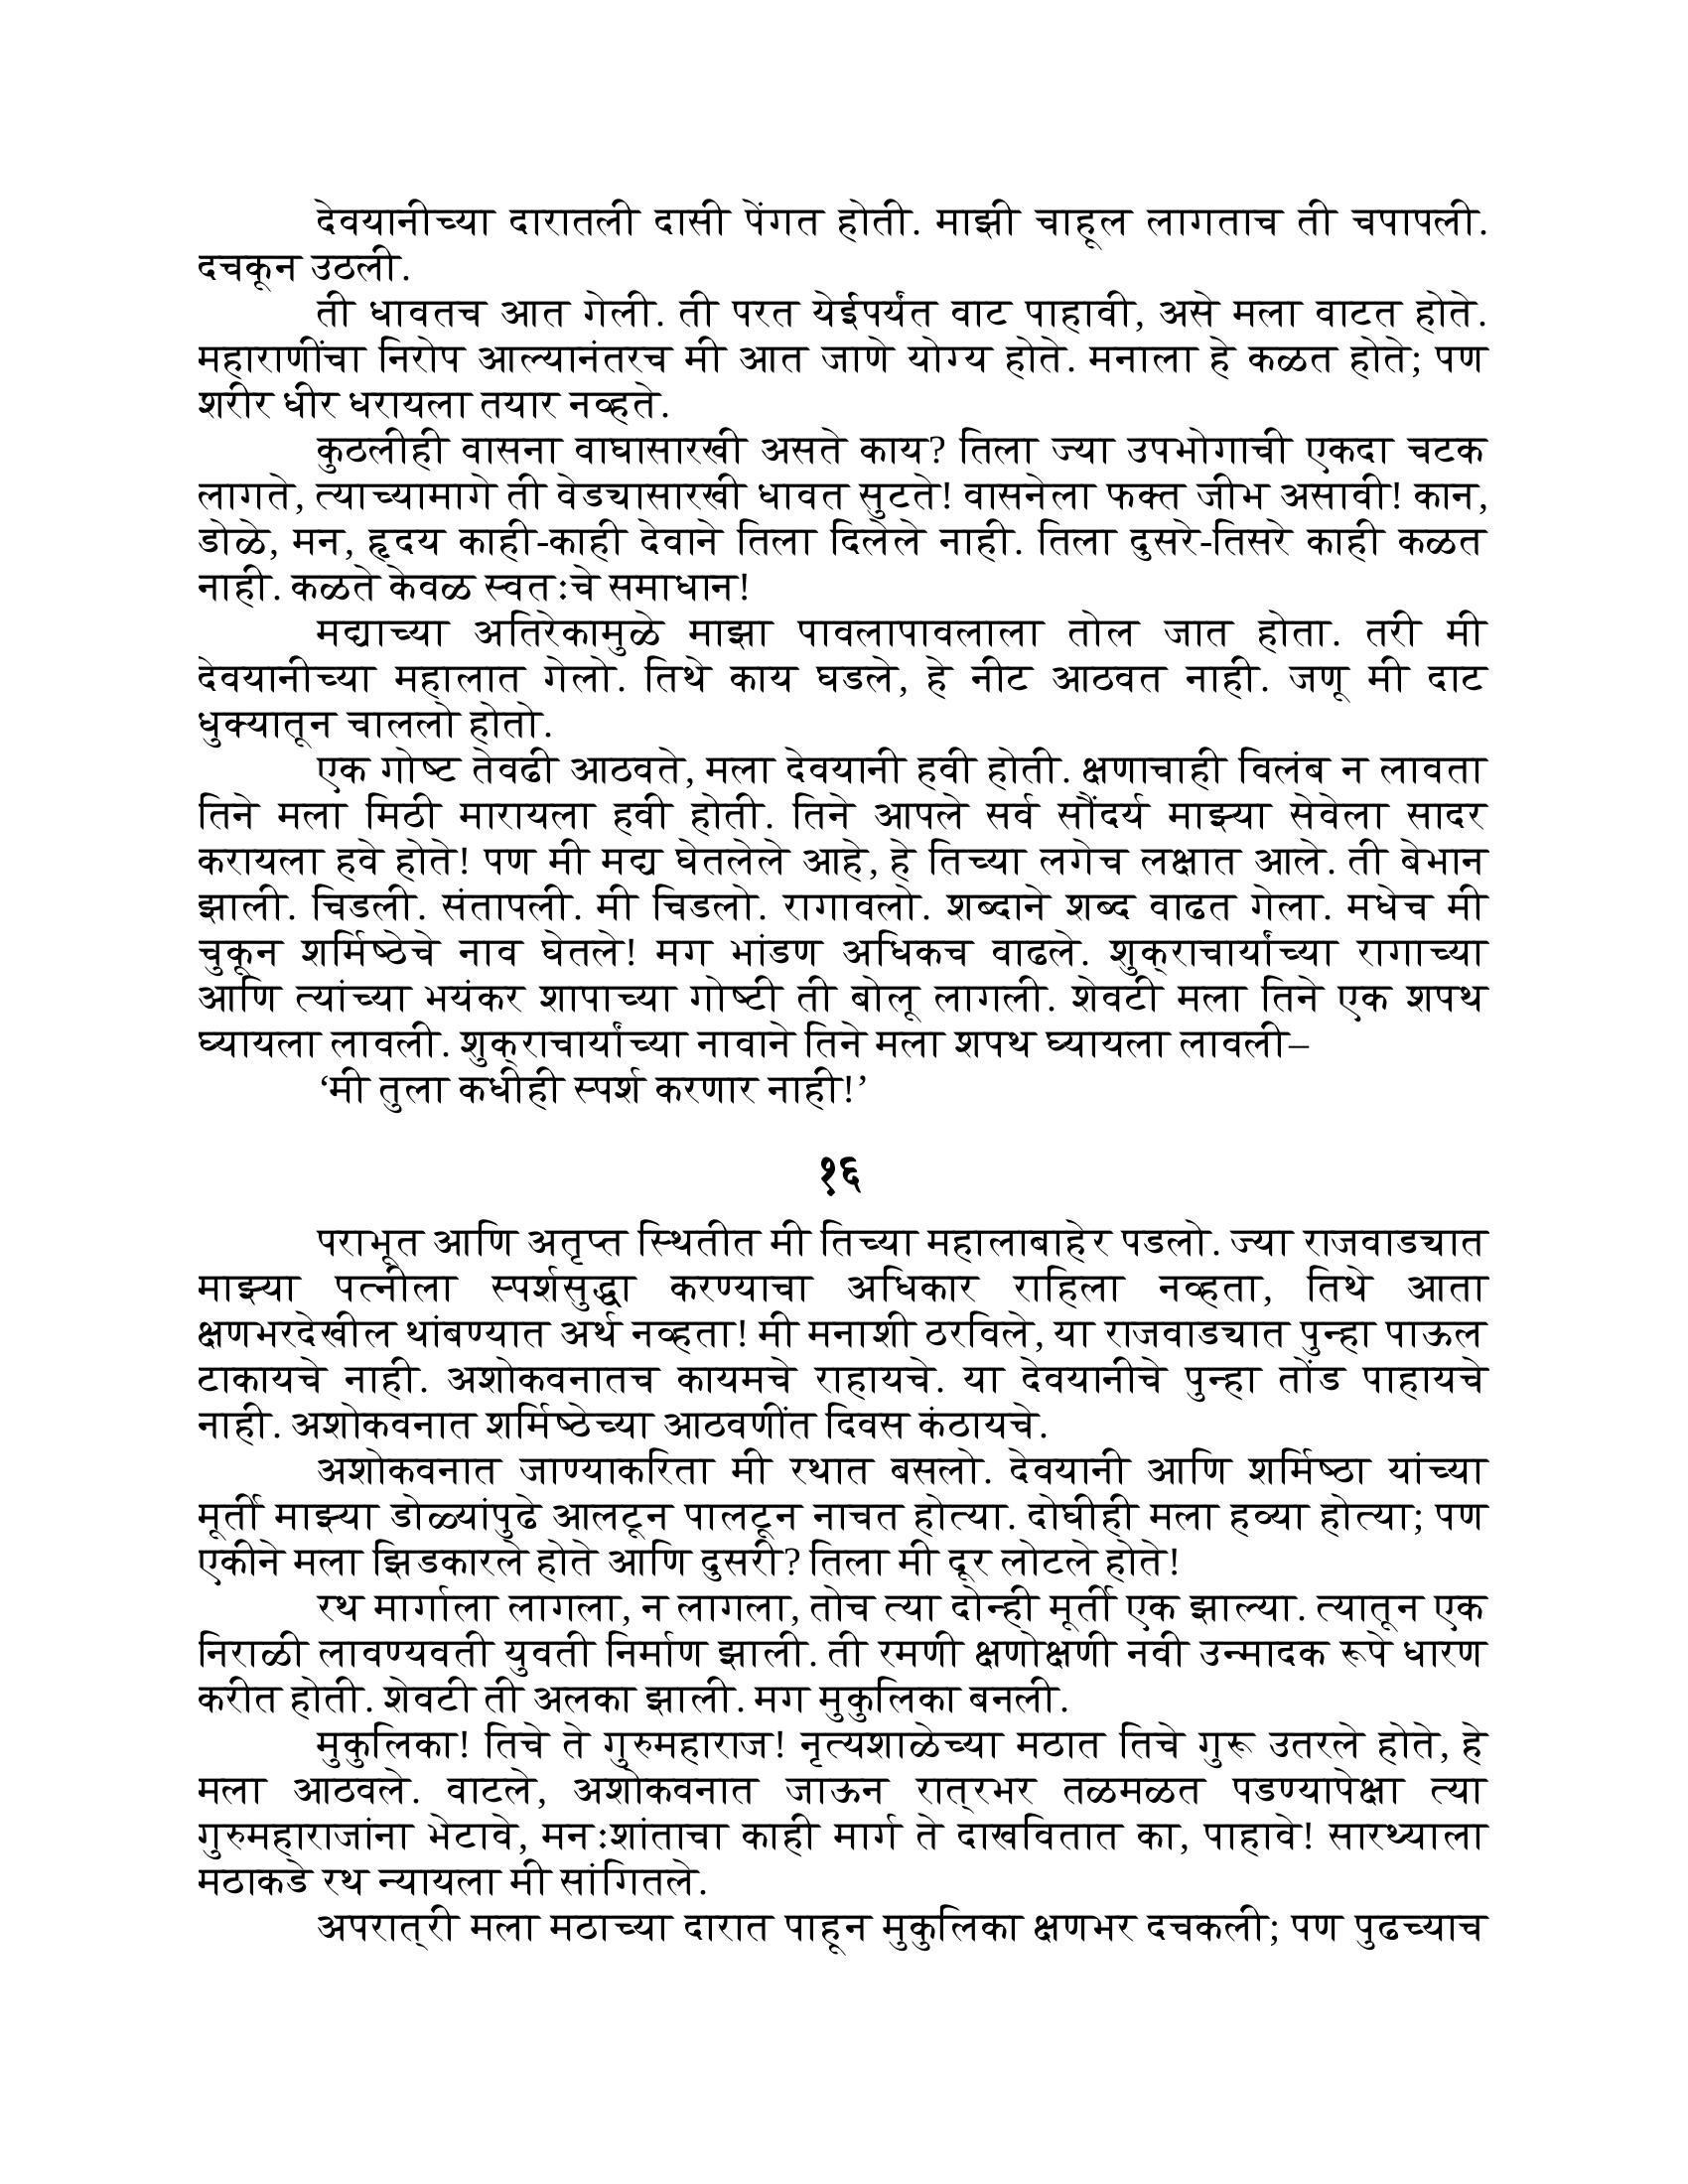 देवयानीच्या दारातली दासी पेंगत होती. माझी चाहूल लागताच ती चपापली.
दचकून उठली.
ती धावतच आत गेली. ती परत येईपर्यंत वाट पाहावी, असे मला वाटत होते.
महाराणींचा निरोप आल्यानंतरच मी आत जाणे योग्य होते. मनाला हे कळत होते; पण
शरीर धीर धरायला तयार नव्हते.
कुठलीही वासना वाघासारखी असते काय? तिला ज्या उपभोगाची एकदा चटक
लागते, त्याच्यामागे ती वेड्यासारखी धावत सुटते! वासनेला फक्त जीभ असावी! कान,
डोळे, मन, हृदय काही-काही देवाने तिला दिलेले नाही. तिला दुसरे-तिसरे काही कळत
नाही. कळते केवळ स्वतःचे समाधान!
मद्याच्या अतिरेकामुळे माझा पावलापावलाला तोल जात होता. तरी मी
देवयानीच्या महालात गेलो. तिथे काय घडले, हे नीट आठवत नाही. जणू मी दाट
धुक्यातून चाललो होतो.
एक गोष्ट तेवढी आठवते, मला देवयानी हवी होती. क्षणाचाही विलंब न लावता
तिने मला मिठी मारायला हवी होती. तिने आपले सर्व सौंदर्य माझ्या सेवेला सादर
करायला हवे होते! पण मी मद्य घेतलेले आहे, हे तिच्या लगेच लक्षात आले. ती बेभान
झाली. चिडली. संतापली. मी चिडलो. रागावलो. शब्दाने शब्द वाढत गेला. मधेच मी
चुकून शर्मिष्ठेचे नाव घेतले! मग भांडण अधिकच वाढले. शुक्‌राचार्यांच्या रागाच्या
आणि त्यांच्या भयंकर शापाच्या गोष्टी ती बोलू लागली. शेवटी मला तिने एक शपथ
घ्यायला लावली. शुक्‌राचार्यांच्या नावाने तिने मला शपथ घ्यायला लावली–
‘मी तुला कधीही स्पर्श करणार नाही!’
१६
पराभूत आणि अतृप्त स्थितीत मी तिच्या महालाबाहेर पडलो. ज्या राजवाड्यात
माझ्या पत्नीला स्पर्शसुद्धा करण्याचा अधिकार राहिला नव्हता, तिथे आता
क्षणभरदेखील थांबण्यात अर्थ नव्हता! मी मनाशी ठरविले, या राजवाड्यात पुन्हा पाऊल
टाकायचे नाही. अशोकवनातच कायमचे राहायचे. या देवयानीचे पुन्हा तोंड पाहायचे
नाही. अशोकवनात शर्मिष्ठेच्या आठवणींत दिवस कंठायचे.
अशोकवनात जाण्याकरिता मी रथात बसलो. देवयानी आणि शर्मिष्ठा यांच्या
मूर्ती माझ्या डोळ्यांपुढे आलटून पालटून नाचत होत्या. दोघीही मला हव्या होत्या; पण
एकीने मला झिडकारले होते आणि दुसरी? तिला मी दूर लोटले होते!
रथ मार्गाला लागला, न लागला, तोच त्या दोन्ही मूर्ती एक झाल्या. त्यातून एक
निराळी लावण्यवती युवती निर्माण झाली. ती रमणी क्षणोक्षणी नवी उन्मादक रूपे धारण
करीत होती. शेवटी ती अलका झाली. मग मुकुलिका बनली.
मुकुलिका! तिचे ते गुरुमहाराज! नृत्यशाळेच्या मठात तिचे गुरू उतरले होते, हे
मला आठवले. वाटले, अशोकवनात जाऊन रात्‌रभर तळमळत पडण्यापेक्षा त्या
गुरुमहाराजांना भेटावे, मनःशांताचा काही मार्ग ते दाखवितात का, पाहावे! सारथ्याला
मठाकडे रथ न्यायला मी सांगितले.
अपरात्‌री मला मठाच्या दारात पाहून मुकुलिका क्षणभर दचकली; पण पुढच्याच